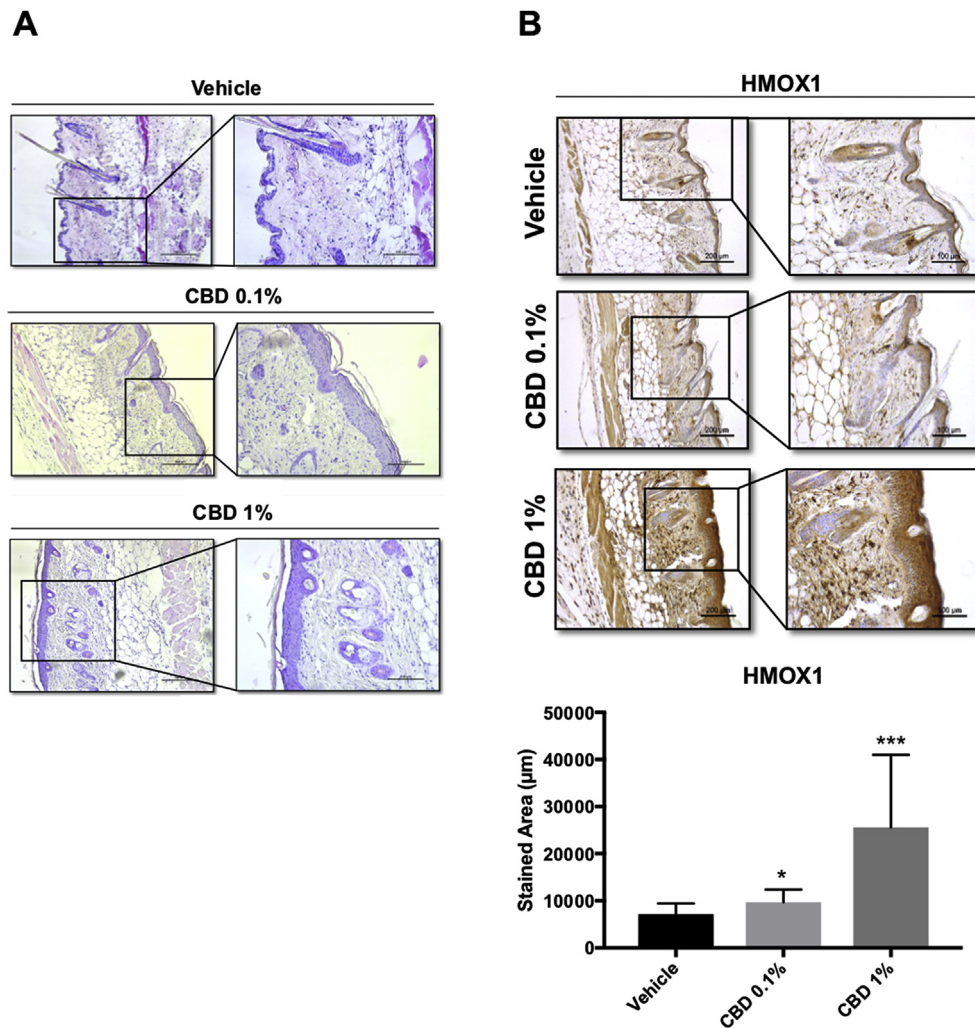 A
Vehicle
CBD 0.1%
CBD 1%
B
HMOX1
Vehicle
200 µm
100 µm
CBD 0.1%
200 µm
100 µm
CBD 1%
200 µm
100 µm
HMOX1
Stained Area (µm)
50000
40000
30000
20000
10000
0
*
***
Vehicle
CBD 0.1%
CBD 1%